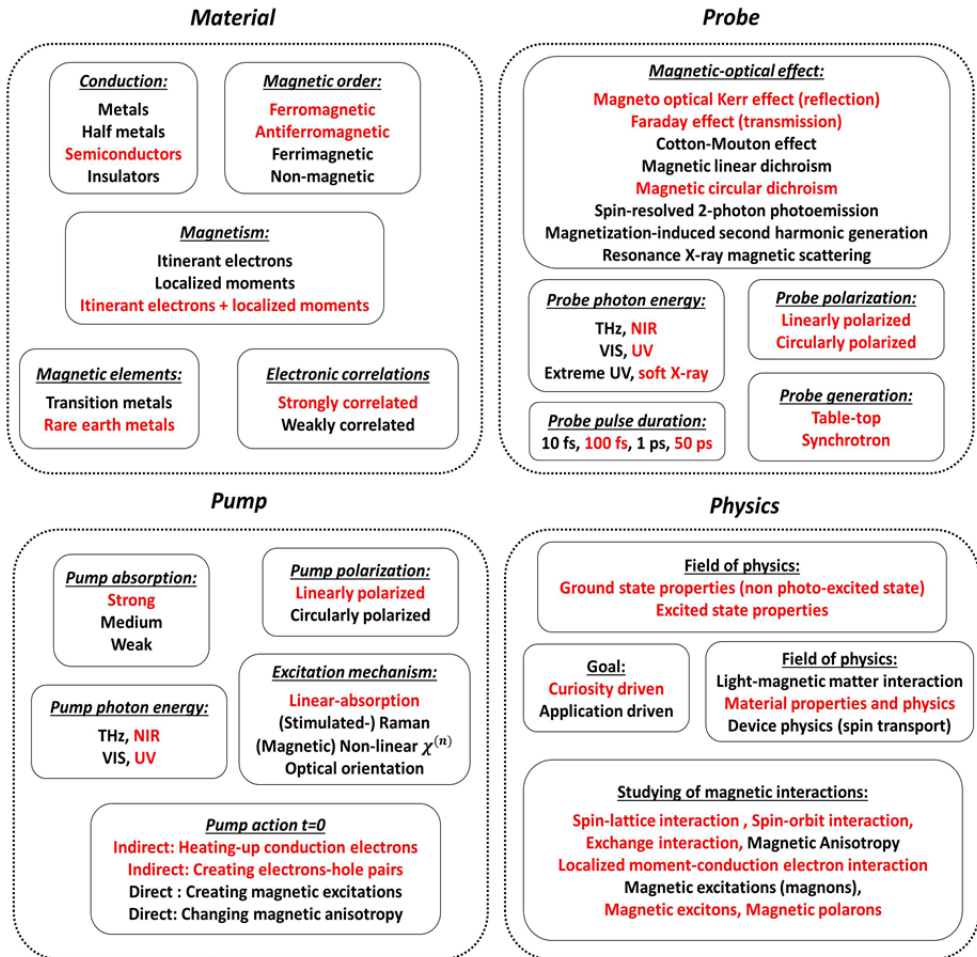 Material
Conduction:
Metals
Half metals
Semiconductors
Insulators
Magnetic order:
Ferromagnetic
Antiferromagnetic
Ferrimagnetic
Non-magnetic
Magnetism:
Itinerant electrons
Localized moments
Itinerant electrons + localized moments
Magnetic elements:
Transition metals
Rare earth metals
Electronic correlations
Strongly correlated
Weakly correlated
Probe
Magnetic-optical effect:
Magneto optical Kerr effect (reflection)
Faraday effect (transmission)
Cotton-Mouton effect
Magnetic linear dichroism
Magnetic circular dichroism
Spin-resolved 2-photon photoemission
Magnetization-induced second harmonic generation
Resonance X-ray magnetic scattering
Probe photon energy:
THz, NIR
VIS, UV
Extreme UV, soft X-ray
Probe polarization:
Linearly polarized
Circularly polarized
Probe pulse duration:
10 fs, 100 fs, 1 ps, 50 ps
Probe generation:
Table-top
Synchrotron
Pump
Pump absorption:
Strong
Medium
Weak
Pump polarization:
Linearly polarized
Circularly polarized
Pump photon energy:
THz, NIR
VIS, UV
Excitation mechanism:
Linear-absorption
(Stimulated-) Raman
(Magnetic) Non-linear χ⁽ⁿ⁾
Optical orientation
Pump action t=0
Indirect: Heating-up conduction electrons
Indirect: Creating electrons-hole pairs
Direct : Creating magnetic excitations
Direct: Changing magnetic anisotropy
Physics
Field of physics:
Ground state properties (non photo-excited state)
Excited state properties
Goal:
Curiosity driven
Application driven
Field of physics:
Light-magnetic matter interaction
Material properties and physics
Device physics (spin transport)
Studying of magnetic interactions:
Spin-lattice interaction , Spin-orbit interaction,
Exchange interaction, Magnetic Anisotropy
Localized moment-conduction electron interaction
Magnetic excitations (magnons),
Magnetic excitons, Magnetic polarons